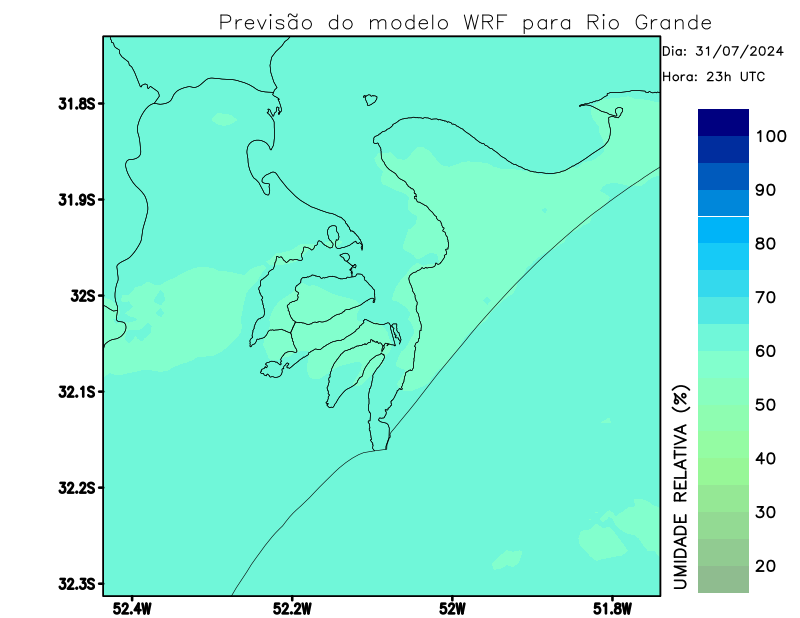 Previsão do modelo WRF para Rio Grande
Dia: 31/07/2024
Hora: 23h UTC
31.8S
31.9S
32S
32.1S
32.2S
32.3S
52.4W
52.2W
52W
51.8W
100
90
80
70
60
50
40
30
20
UMIDADE RELATIVA (%)